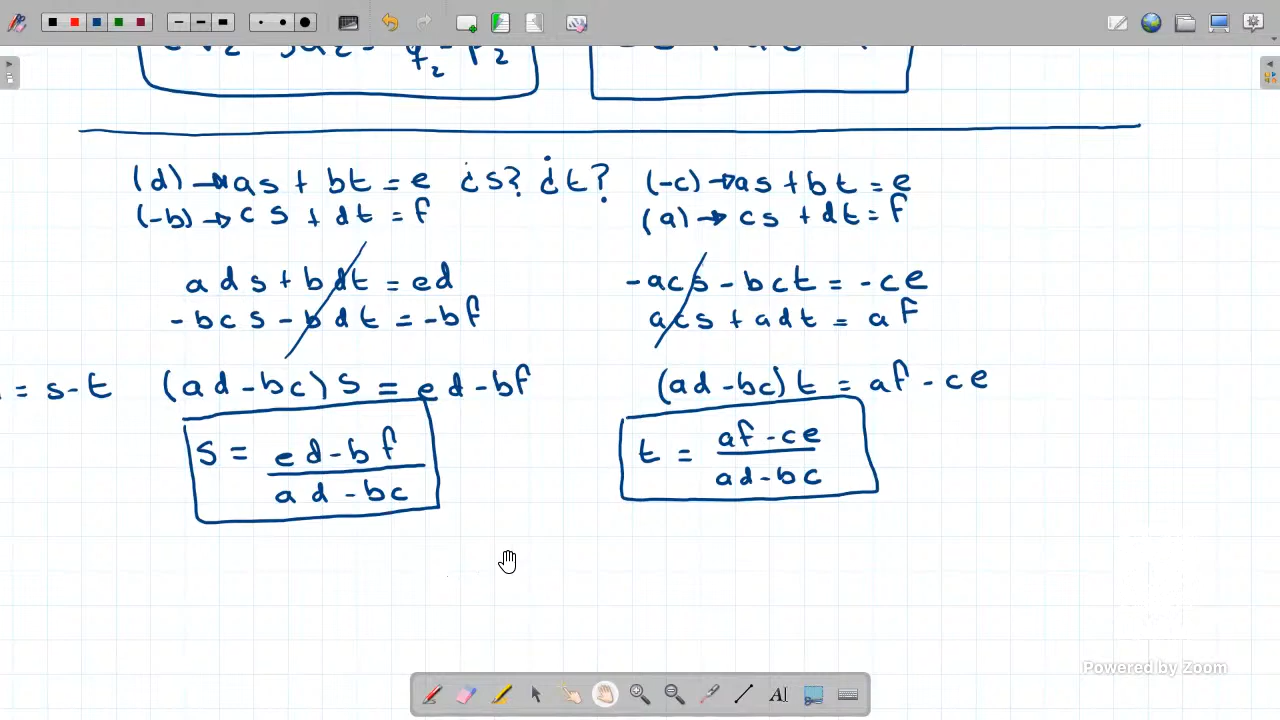 (d) → as + bt = e ¿s? ¿t?
(-b) → cs + dt = f
ads + bdt = ed
-bcs - bdt = -bf
= s - t
(ad - bc) s = ed - bf
s = (ed - bf)/(ad - bc)
(-c) → as + bt = e
(a) → cs + dt = f
-acs - bct = -ce
acs + adt = af
(ad - bc) t = af - ce
t = (af - ce)/(ad - bc)
Powered by Zoom